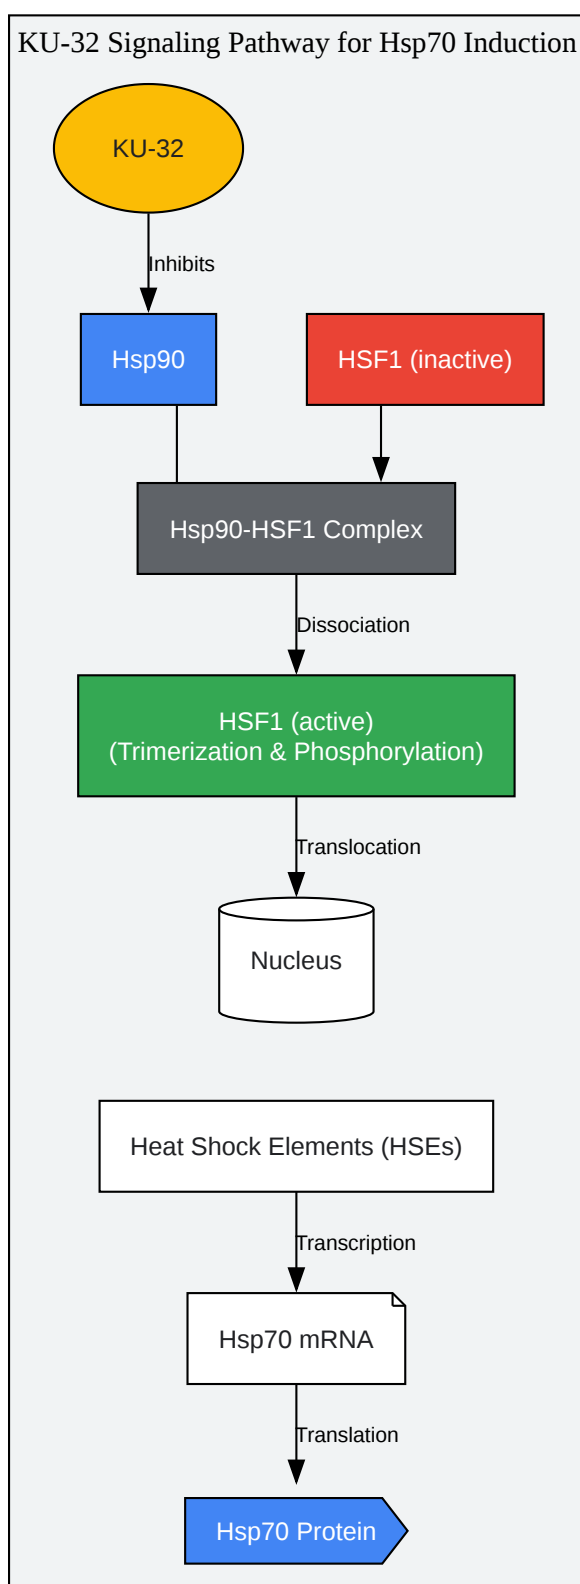 KU-32 Signaling Pathway for Hsp70 Induction
KU-32
Inhibits
Hsp90
HSF1 (inactive)
Hsp90-HSF1 Complex
Dissociation
HSF1 (active)
(Trimerization & Phosphorylation)
Translocation
Nucleus
Heat Shock Elements (HSEs)
Transcription
Hsp70 mRNA
Translation
Hsp70 Protein